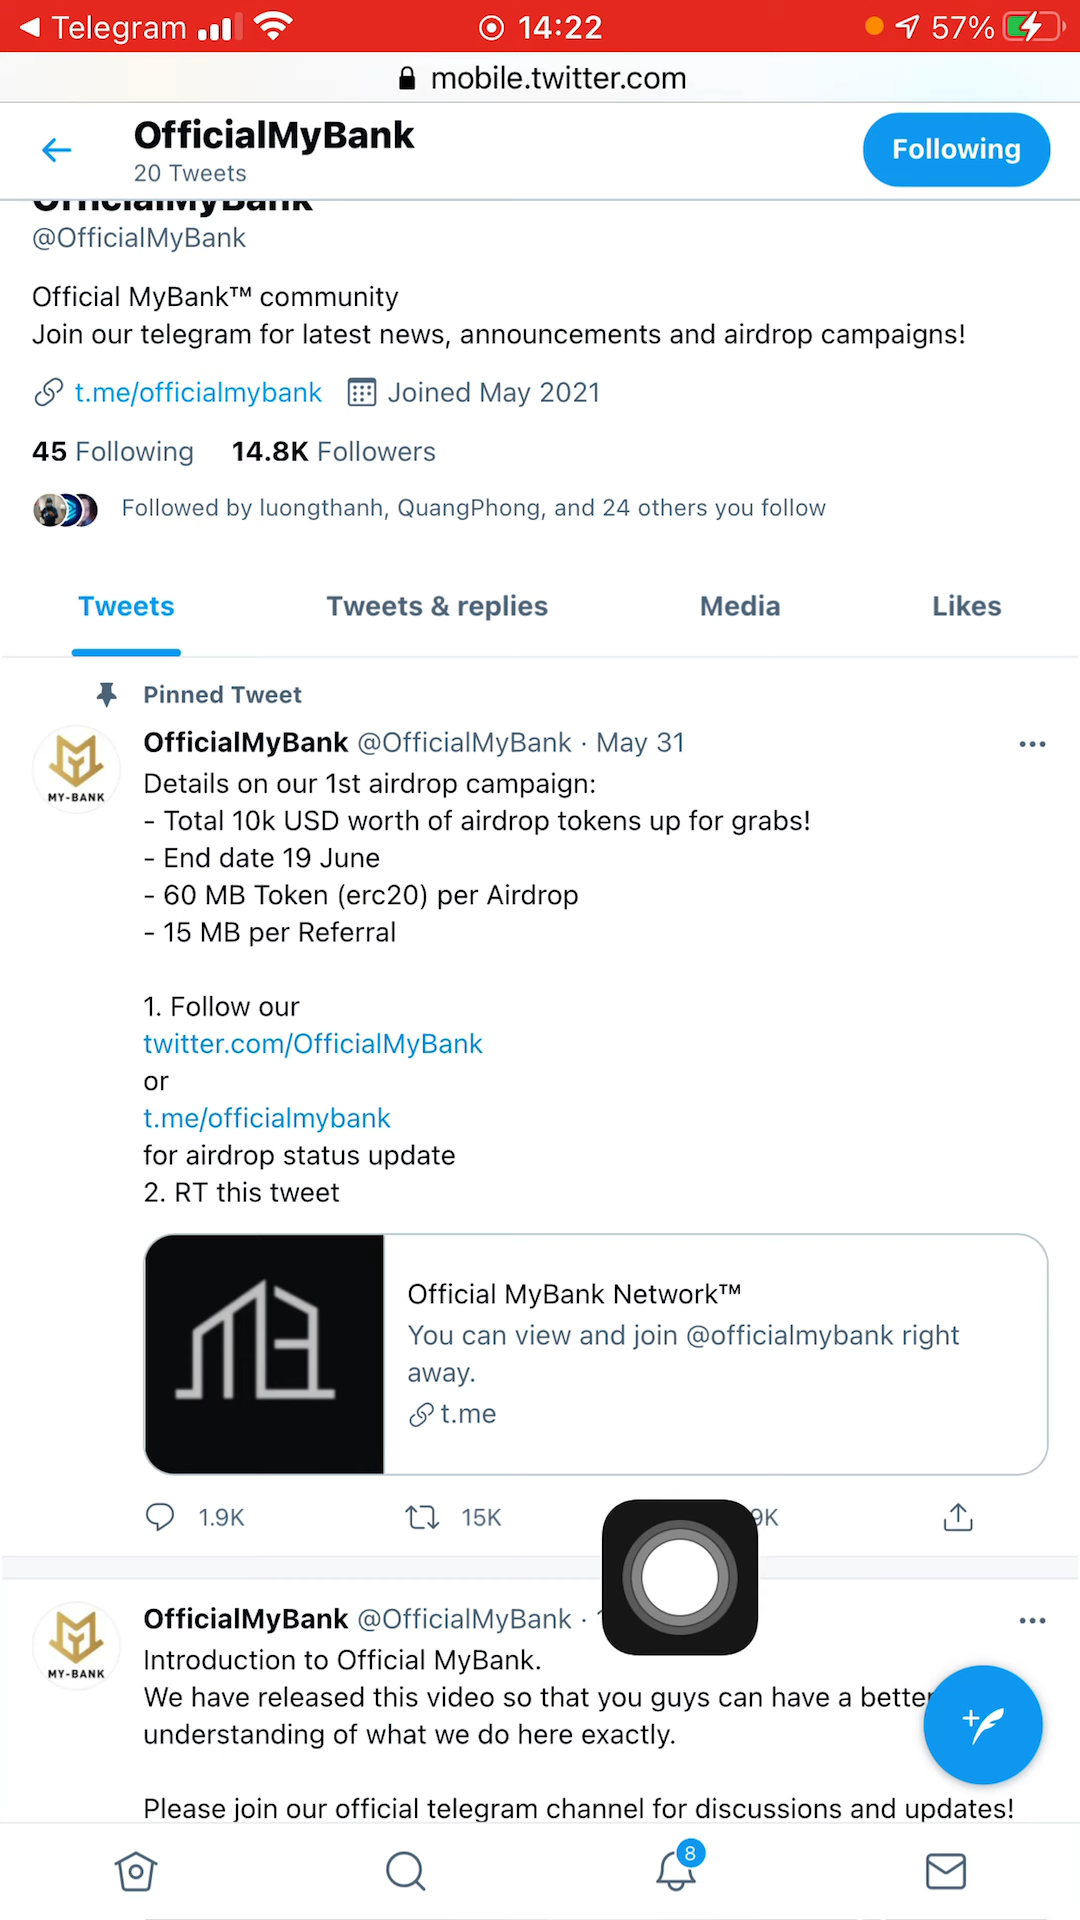 Telegram 14:22 57%
mobile.twitter.com
OfficialMyBank
20 Tweets
Following
OfficialMyBank
@OfficialMyBank
Official MyBank™ community
Join our telegram for latest news, announcements and airdrop campaigns!
t.me/officialmybank Joined May 2021
45 Following 14.8K Followers
Followed by luongthanh, QuangPhong, and 24 others you follow
Tweets Tweets & replies Media Likes
Pinned Tweet
OfficialMyBank @OfficialMyBank · May 31
MY-BANK
Details on our 1st airdrop campaign:
- Total 10k USD worth of airdrop tokens up for grabs!
- End date 19 June
- 60 MB Token (erc20) per Airdrop
- 15 MB per Referral
1. Follow our
twitter.com/OfficialMyBank
or
t.me/officialmybank
for airdrop status update
2. RT this tweet
Official MyBank Network™
You can view and join @officialmybank right
away.
t.me
1.9K 15K
OfficialMyBank @OfficialMyBank ·
MY-BANK
Introduction to Official MyBank.
We have released this video so that you guys can have a better
understanding of what we do here exactly.
Please join our official telegram channel for discussions and updates!
8